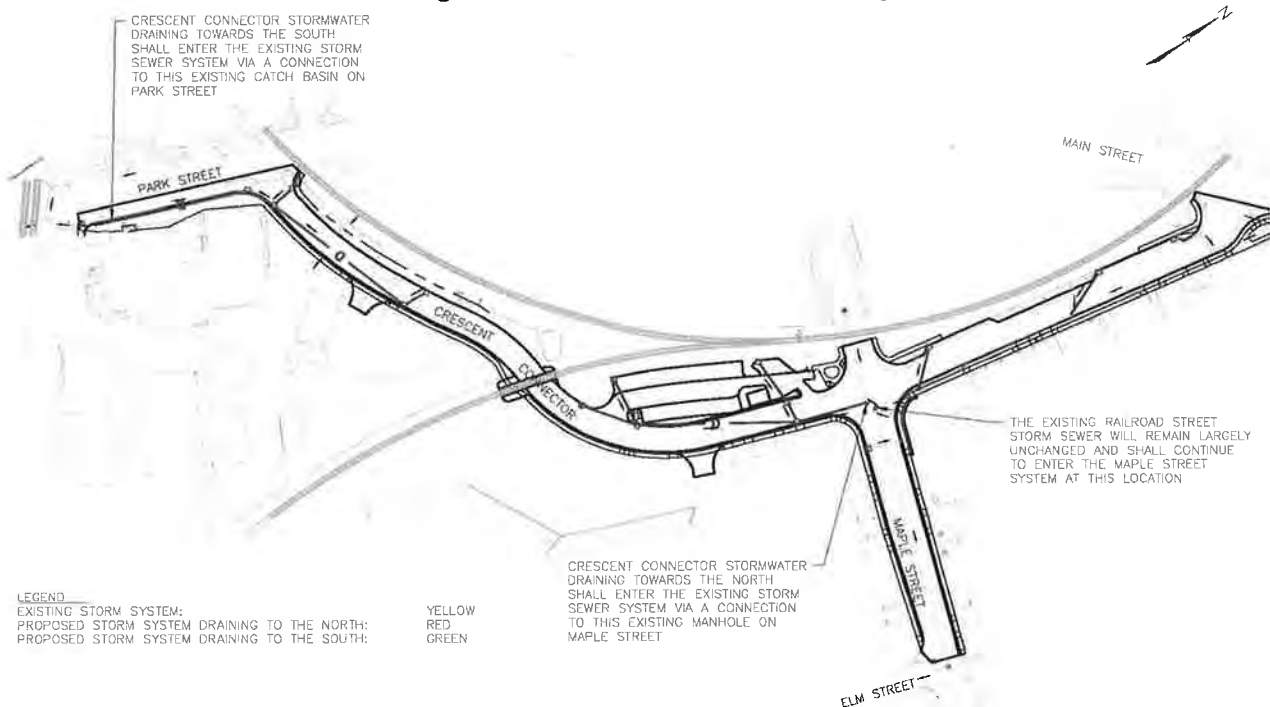 CRESCENT CONNECTOR STORMWATER
DRAINING TOWARDS THE SOUTH
SHALL ENTER THE EXISTING STORM
SEWER SYSTEM VIA A CONNECTION
TO THIS EXISTING CATCH BASIN ON
PARK STREET
N
MAIN STREET
PARK STREET
CRESCENT
CONNECTOR
THE EXISTING RAILROAD STREET
STORM SEWER WILL REMAIN LARGELY
UNCHANGED AND SHALL CONTINUE
TO ENTER THE MAPLE STREET
SYSTEM AT THIS LOCATION
MAPLE STREET
CRESCENT CONNECTOR STORMWATER
DRAINING TOWARDS THE NORTH
SHALL ENTER THE EXISTING STORM
SEWER SYSTEM VIA A CONNECTION
TO THIS EXISTING MANHOLE ON
MAPLE STREET
LEGEND
EXISTING STORM SYSTEM: YELLOW
PROPOSED STORM SYSTEM DRAINING TO THE NORTH: RED
PROPOSED STORM SYSTEM DRAINING TO THE SOUTH: GREEN
ELM STREET